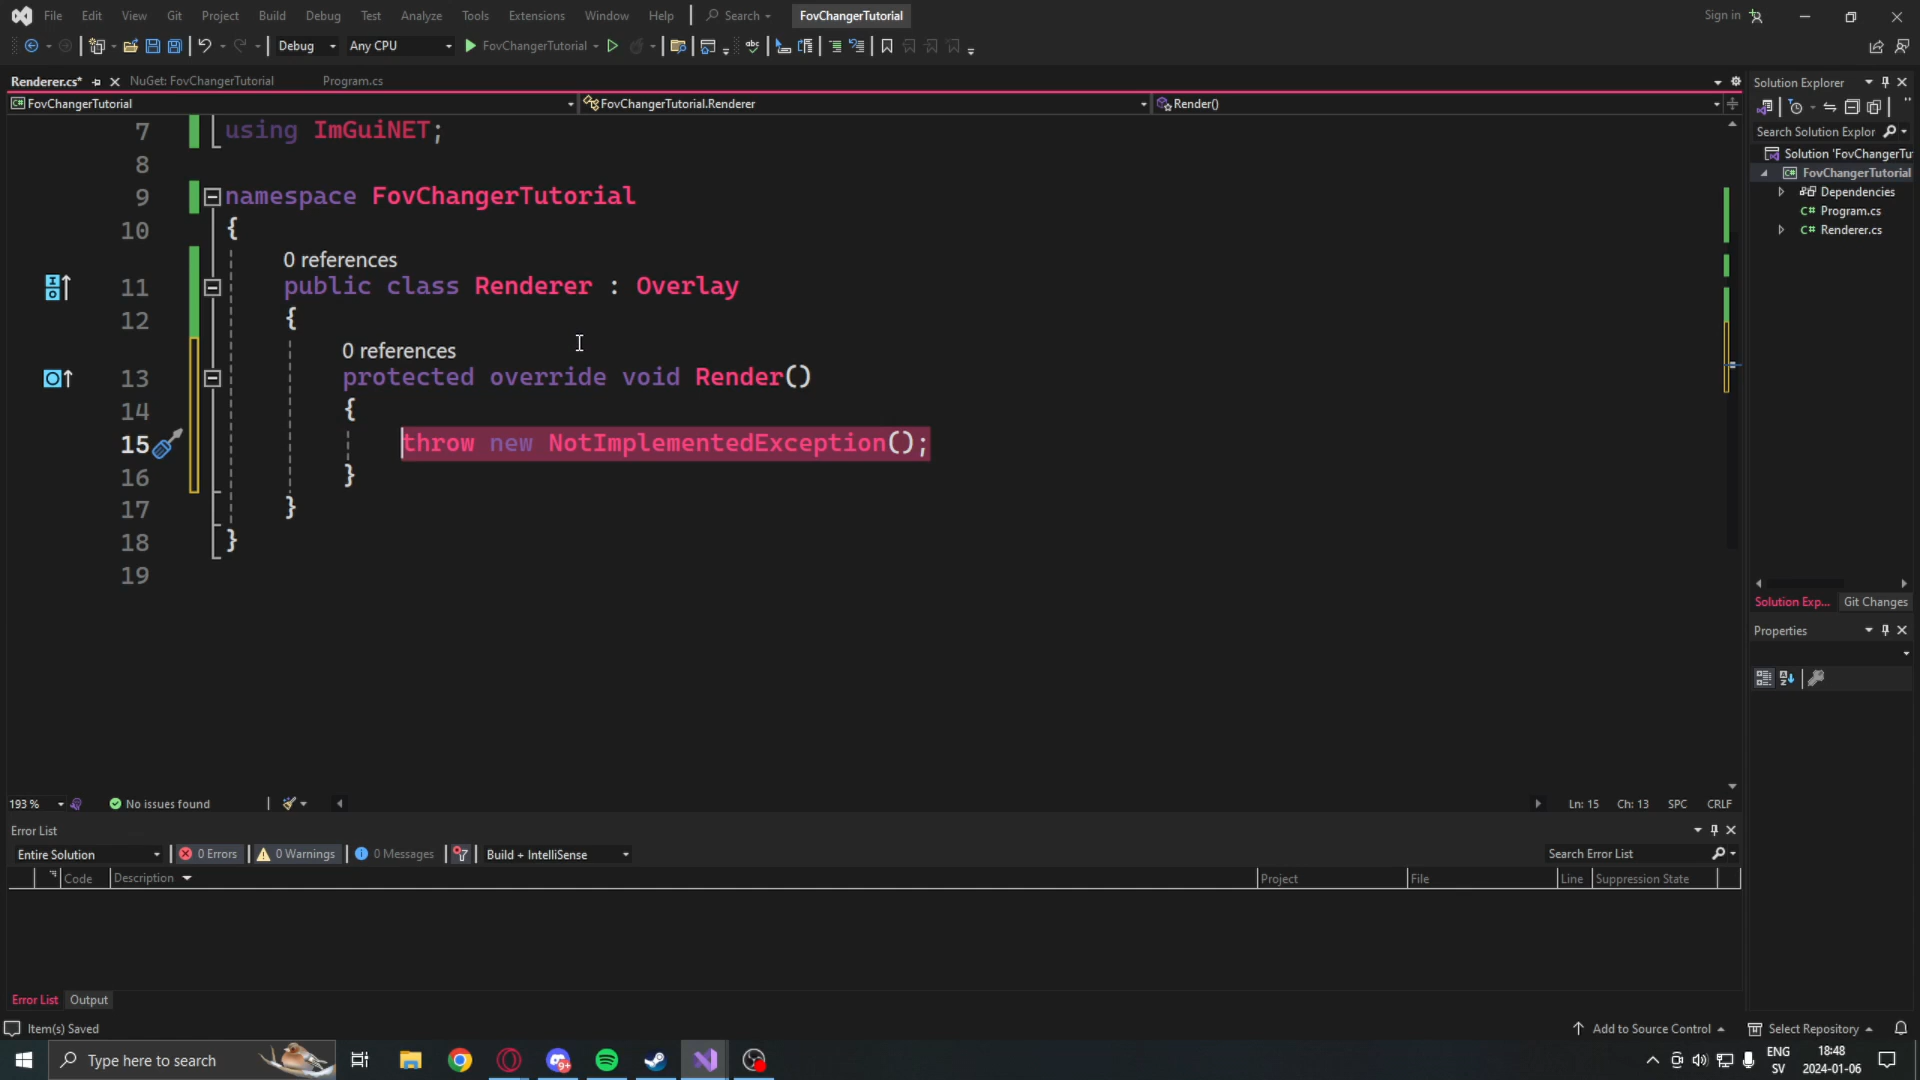 File Edit View Git Project Build Debug Test Analyze Tools Extensions Window Help Search FovChangerTutorial Sign in
Debug Any CPU FovChangerTutorial
Renderer.cs* NuGet: FovChangerTutorial Program.cs
FovChangerTutorial FovChangerTutorial.Renderer Render()
7 using ImGuiNET;
8
9 namespace FovChangerTutorial
10 {
0 references
11 public class Renderer : Overlay
12 {
0 references
13 protected override void Render()
14 {
15 throw new NotImplementedException();
16 }
17 }
18 }
19
Solution Explorer
Search Solution Explor
Solution 'FovChangerTu
FovChangerTutorial
Dependencies
C# Program.cs
C# Renderer.cs
Solution Exp... Git Changes
Properties
193 % No issues found Ln: 15 Ch: 13 SPC CRLF
Error List
Entire Solution 0 Errors 0 Warnings 0 Messages Build + IntelliSense Search Error List
Code Description Project File Line Suppression State
Error List Output
Item(s) Saved Add to Source Control Select Repository
Type here to search ENG 18:48
SV 2024-01-06